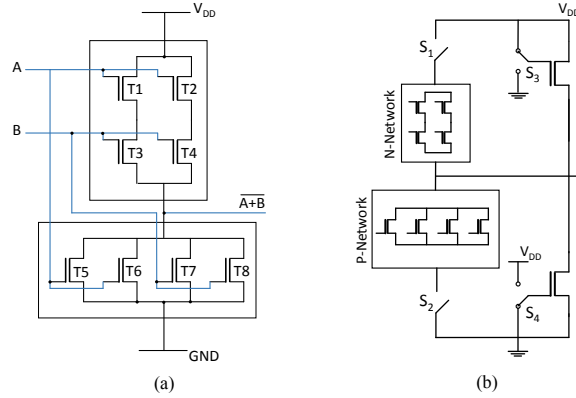 V_DD
A
T1
T2
B
T3
T4
A+B
T5
T6
T7
T8
GND
(a)
V_DD
S_1
S_3
N-Network
P-Network
V_DD
S_2
S_4
(b)